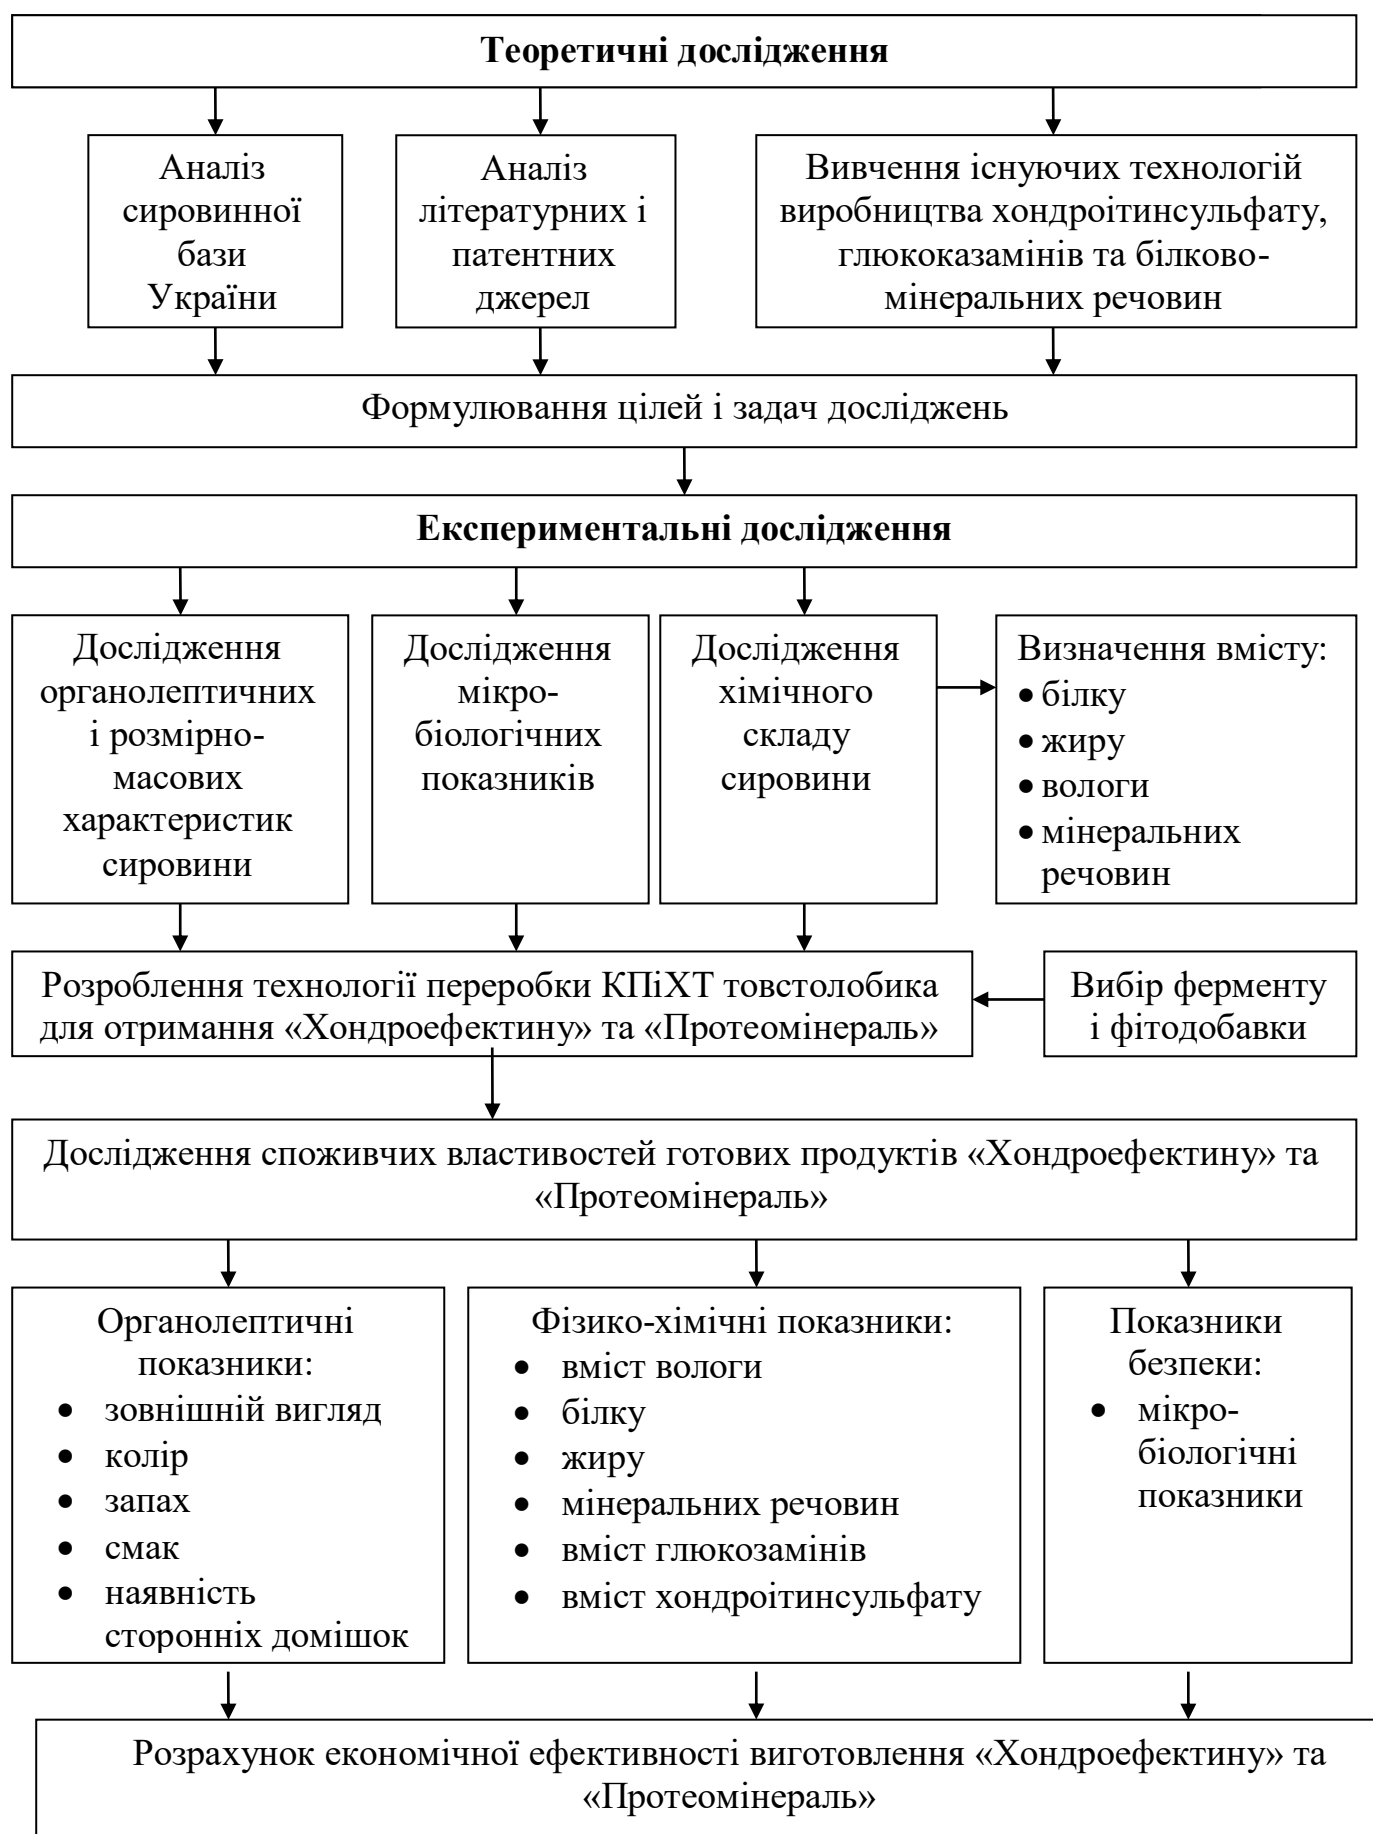 Теоретичні дослідження
Аналіз
сировинної
бази
України
Аналіз
літературних і
патентних
джерел
Вивчення існуючих технологій
виробництва хондроітинсульфату,
глюкоказамінів та білково-
мінеральних речовин
Формулювання цілей і задач досліджень
Експериментальні дослідження
Дослідження
органолептичних
і розмірно-
масових
характеристик
сировини
Дослідження
мікро-
біологічних
показників
Дослідження
хімічного
складу
сировини
Визначення вмісту:
• білку
• жиру
• вологи
• мінеральних
речовин
Розроблення технології переробки КПіХТ товстолобика
для отримання «Хондроефектину» та «Протеомінераль»
Вибір ферменту
і фітодобавки
Дослідження споживчих властивостей готових продуктів «Хондроефектину» та
«Протеомінераль»
Органолептичні
показники:
• зовнішній вигляд
• колір
• запах
• смак
• наявність
сторонніх домішок
Фізико-хімічні показники:
• вміст вологи
• білку
• жиру
• мінеральних речовин
• вміст глюкозамінів
• вміст хондроітинсульфату
Показники
безпеки:
• мікро-
біологічні
показники
Розрахунок економічної ефективності виготовлення «Хондроефектину» та
«Протеомінераль»